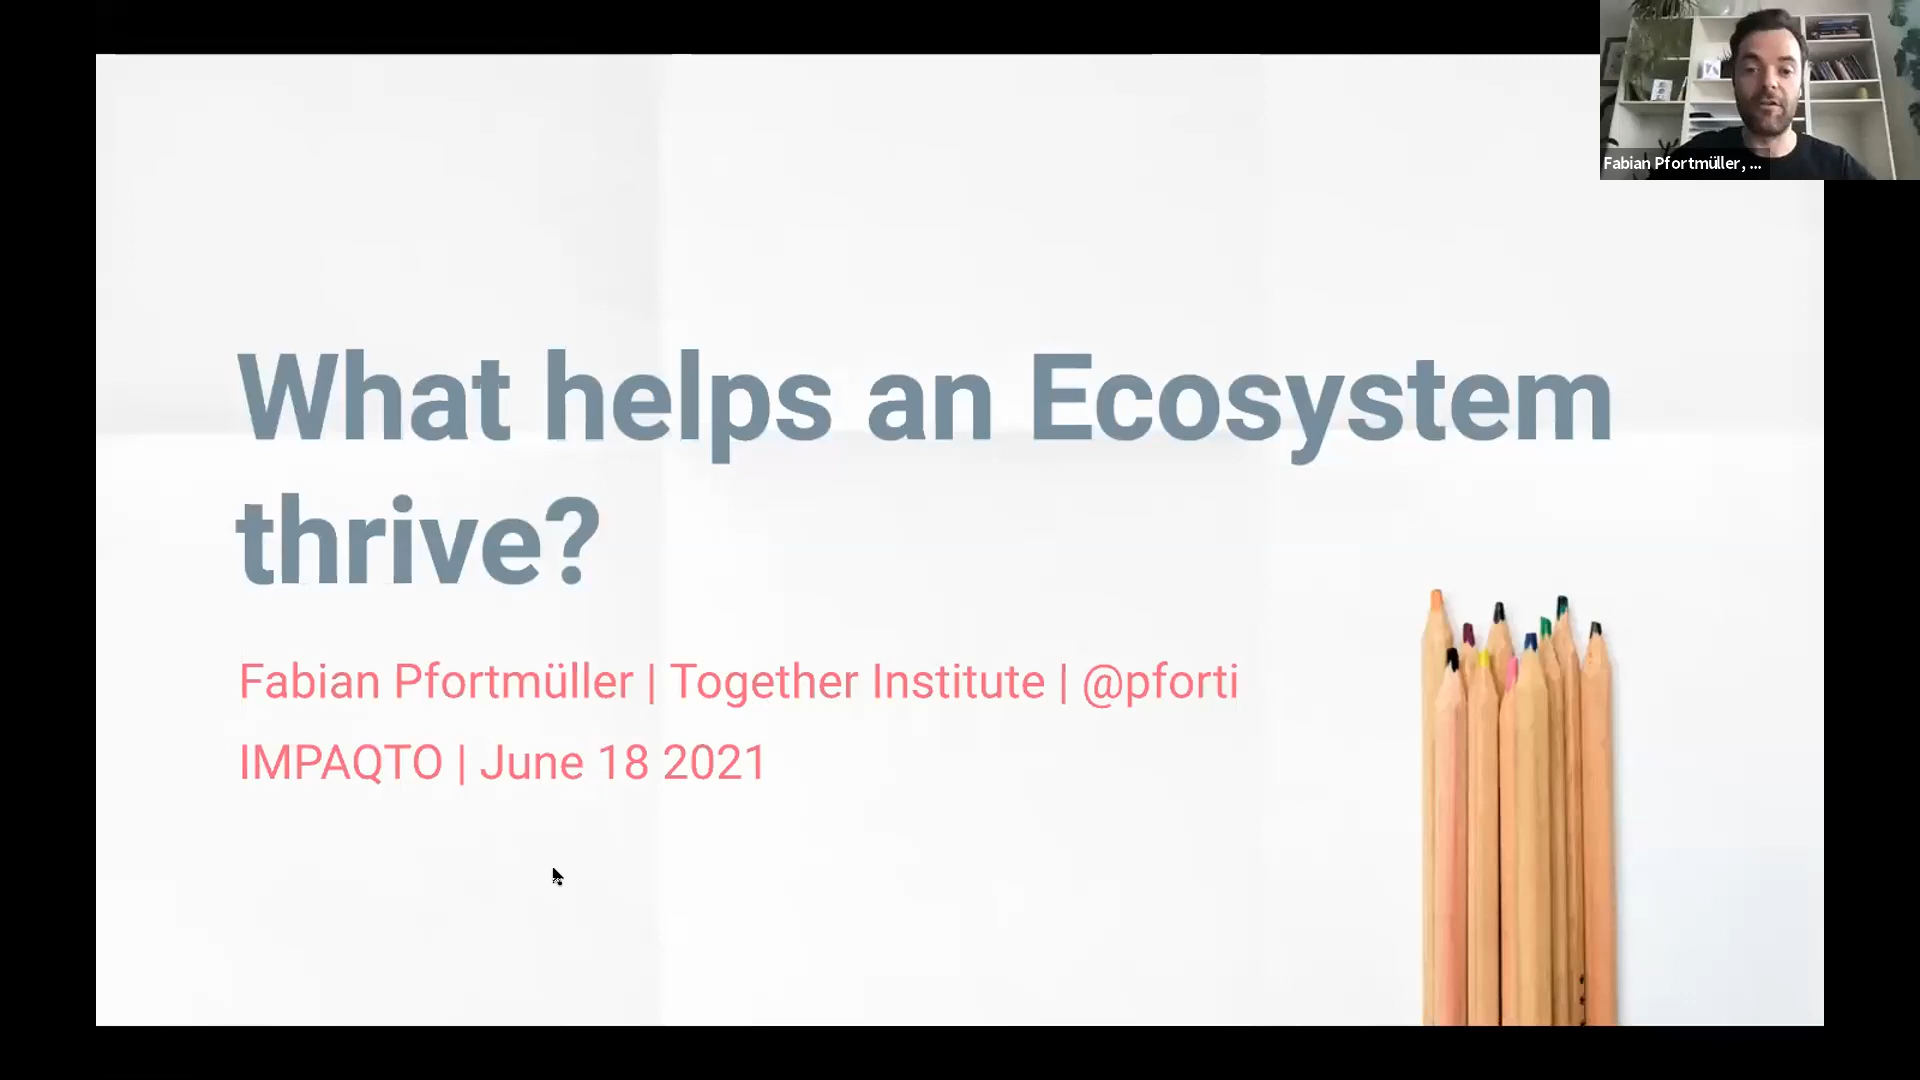 What helps an Ecosystem
thrive?
Fabian Pfortmüller | Together Institute | @pforti
IMPAQTO | June 18 2021
Fabian Pfortmüller, ...